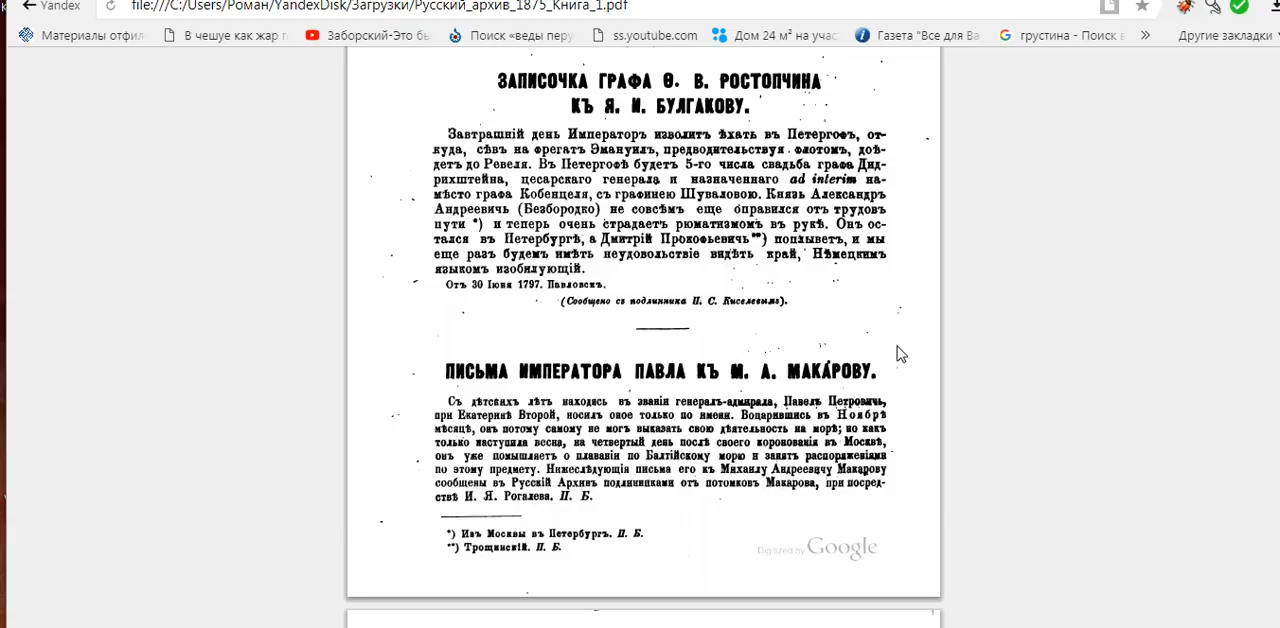 Yandex
file:///C:/Users/Роман/YandexDisk/Загрузки/Русский_архив_1875_Книга_1.pdf
Материалы отфил В чешуе как жар г Заборский-Это бы Поиск «веды перу ss.youtube.com Дом 24 м² на учас Газета "Все для Ва грустина - Поиск в » Другие закладки
ЗАПИСОЧКА ГРАФА Ѳ. В. РОСТОПЧИНА
КЪ Я. И. БУЛГАКОВУ.
Завтрашній день Императоръ изволитъ ѣхать въ Петергофъ, от-
куда, сѣвъ на фрегатъ Эмануилъ, предводительствуя флотомъ, доѣ-
детъ до Ревеля. Въ Петергофѣ будетъ 5-го числа свадьба графа Дид-
рихштейна, цесарскаго генерала и назначеннаго ad interim на-
мѣсто графа Кобенцеля, съ графинею Шуваловою. Князь Александръ
Андреевичь (Безбородко) не совсѣмъ еще оправился отъ трудовъ
пути *) и теперь очень страдаетъ рюматизмомъ въ рукѣ. Онъ ос-
тался въ Петербургѣ, а Дмитрій Прокофьевичь**) поплыветъ, и мы
еще разъ будемъ имѣть неудовольствіе видѣть край, Нѣмецкимъ
языкомъ изобилующій.
Отъ 30 Іюня 1797. Павловскъ.
(Сообщено съ подлинника П. С. Киселевымъ).
ПИСЬМА ИМПЕРАТОРА ПАВЛА КЪ М. А. МАКАРОВУ.
Съ дѣтскихъ лѣтъ находясь въ званіи генералъ-адмирала, Павелъ Петровичь,
при Екатеринѣ Второй, носилъ оное только по имени. Воцарившись въ Ноябрѣ
мѣсяцѣ, онъ потому самому не могъ выказать свою дѣятельность на морѣ; но какъ
только наступила весна, на четвертый день послѣ своего коронованія въ Москвѣ,
онъ уже помышляетъ о плаваніи по Балтійскому морю и занятъ распоряженіями
по этому предмету. Нижеслѣдующія письма его къ Михаилу Андреевичу Макарову
сообщены въ Русскій Архивъ подлинниками отъ потомковъ Макарова, при посред-
ствѣ И. Я. Рогалева. П. Б.
*) Изъ Москвы въ Петербургъ. П. Б.
**) Трощинскій. П. Б.
Digitized by Google